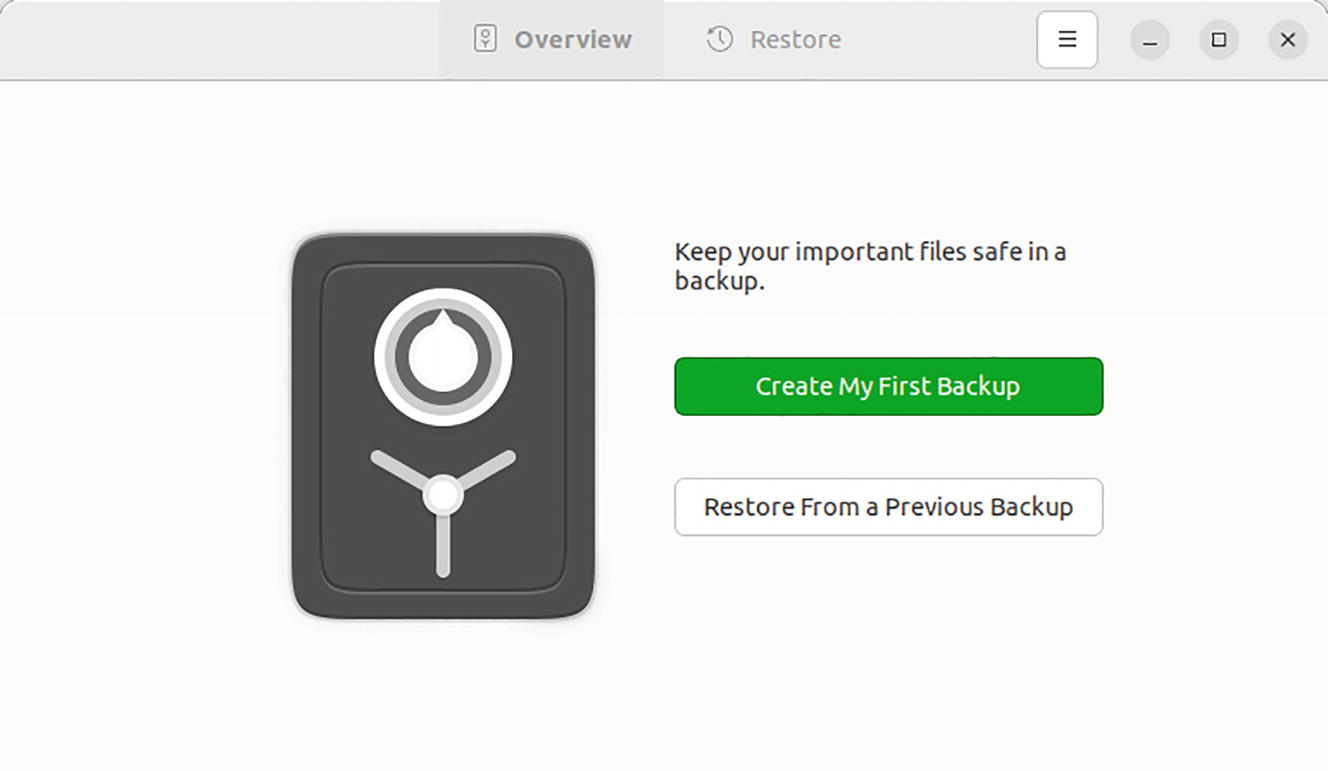 Overview
Restore
Keep your important files safe in a
backup.
Create My First Backup
Restore From a Previous Backup